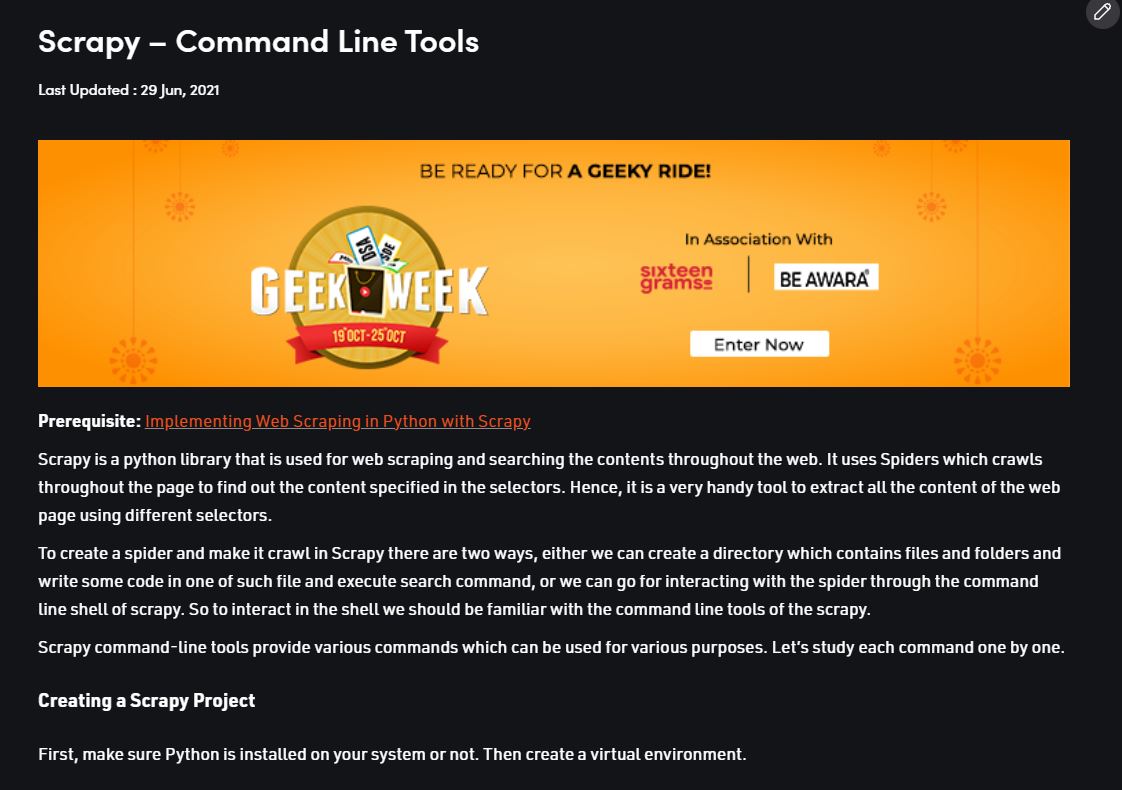 Scrapy – Command Line Tools
Last Updated : 29 Jun, 2021
BE READY FOR A GEEKY RIDE!
DSA
SDE
GEEK WEEK
19 OCT-25 OCT
In Association With
sixteen
grams
BE AWARA
Enter Now
Prerequisite: Implementing Web Scraping in Python with Scrapy
Scrapy is a python library that is used for web scraping and searching the contents throughout the web. It uses Spiders which crawls
throughout the page to find out the content specified in the selectors. Hence, it is a very handy tool to extract all the content of the web
page using different selectors.
To create a spider and make it crawl in Scrapy there are two ways, either we can create a directory which contains files and folders and
write some code in one of such file and execute search command, or we can go for interacting with the spider through the command
line shell of scrapy. So to interact in the shell we should be familiar with the command line tools of the scrapy.
Scrapy command-line tools provide various commands which can be used for various purposes. Let’s study each command one by one.
Creating a Scrapy Project
First, make sure Python is installed on your system or not. Then create a virtual environment.